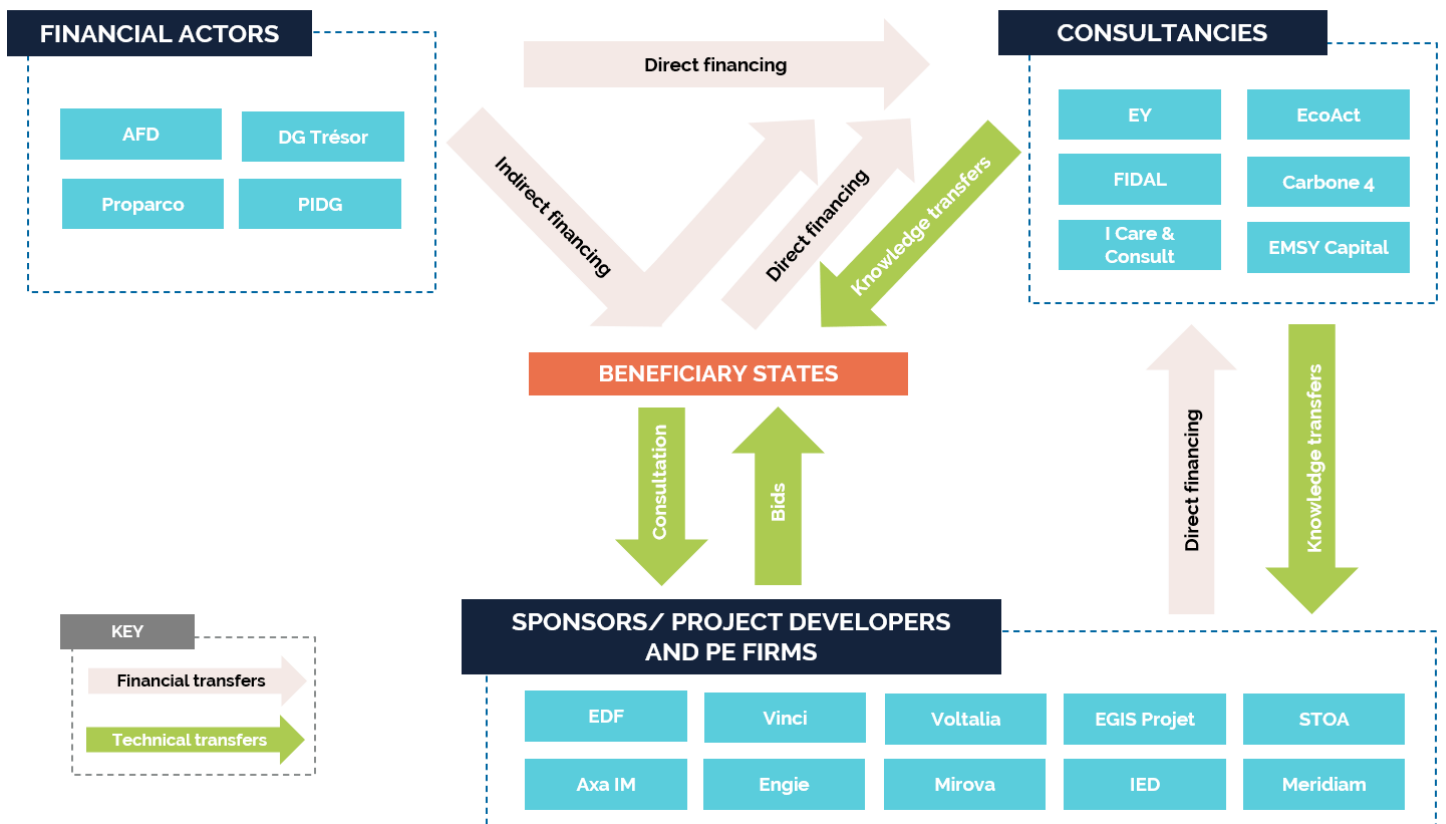 FINANCIAL ACTORS
AFD
DG Trésor
Proparco
PIDG
Direct financing
CONSULTANCIES
EY
EcoAct
FIDAL
Carbone 4
I Care &
Consult
EMSY Capital
Indirect financing
Direct financing
Knowledge transfers
BENEFICIARY STATES
Consultation
Bids
Direct financing
Knowledge transfers
SPONSORS/ PROJECT DEVELOPERS
AND PE FIRMS
EDF
Vinci
Voltalia
EGIS Projet
STOA
Axa IM
Engie
Mirova
IED
Meridiam
KEY
Financial transfers
Technical transfers